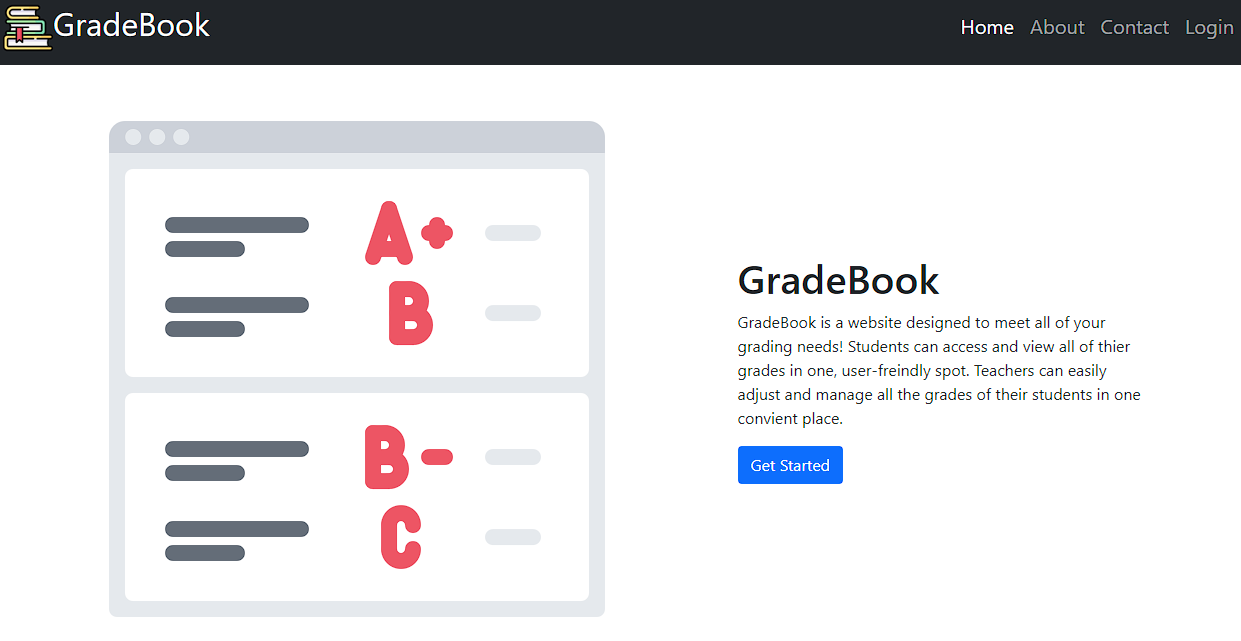 GradeBook
Home About Contact Login
A+
B
B-
C
GradeBook
GradeBook is a website designed to meet all of your
grading needs! Students can access and view all of thier
grades in one, user-freindly spot. Teachers can easily
adjust and manage all the grades of their students in one
convient place.
Get Started